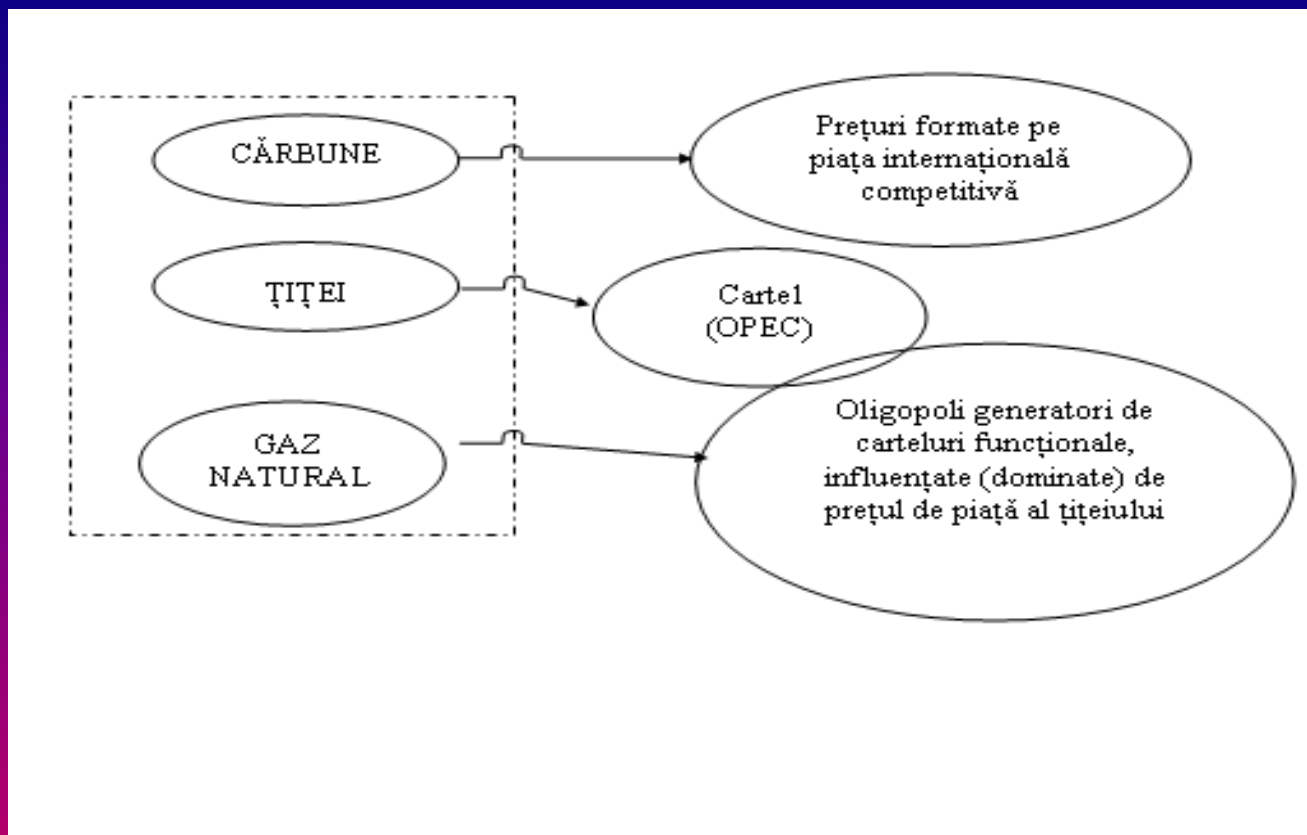 CĂRBUNE
Prețuri formate pe
piața internațională
competitivă
ȚIȚEI
Cartel
(OPEC)
GAZ
NATURAL
Oligopoli generatori de
carteluri funcționale,
influențate (dominate) de
prețul de piață al țițeiului